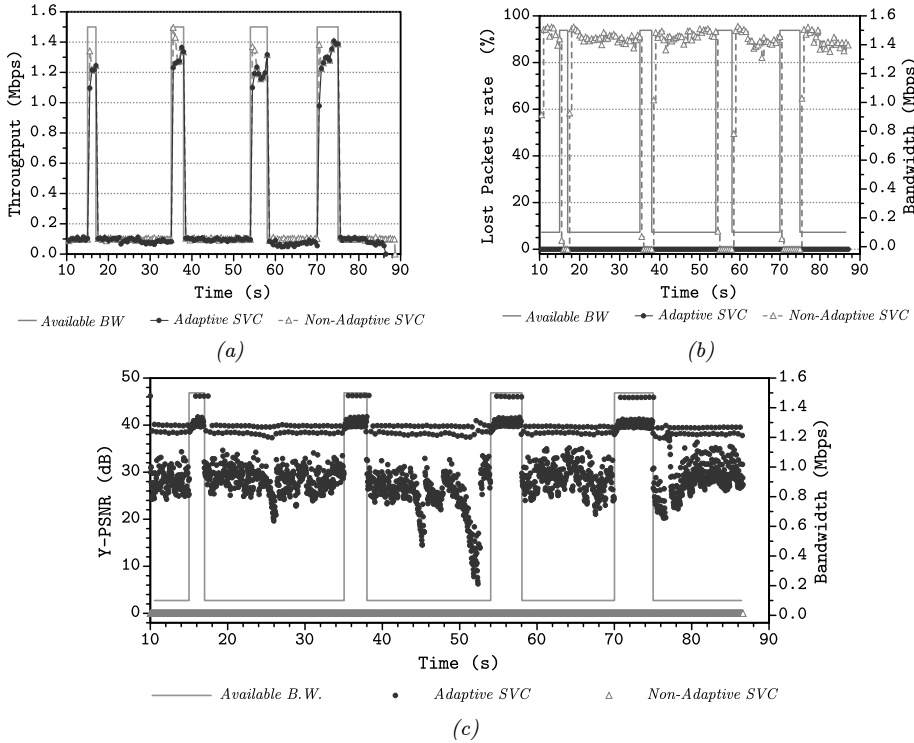 1.6
1.4
1.2
1.0
0.8
0.6
0.4
0.2
0.0
Throughput (Mbps)
10 20 30 40 50 60 70 80 90
Time (s)
Available BW Adaptive SVC Non-Adaptive SVC
(a)
100
80
60
40
20
0
Lost Packets rate (%)
1.6
1.4
1.2
1.0
0.8
0.6
0.4
0.2
0.0
Bandwidth (Mbps)
10 20 30 40 50 60 70 80 90
Time (s)
Available BW Adaptive SVC Non-Adaptive SVC
(b)
50
40
30
20
10
0
Y-PSNR (dB)
1.6
1.4
1.2
1.0
0.8
0.6
0.4
0.2
0.0
Bandwidth (Mbps)
10 20 30 40 50 60 70 80 90
Time (s)
Available B.W. Adaptive SVC Non-Adaptive SVC
(c)